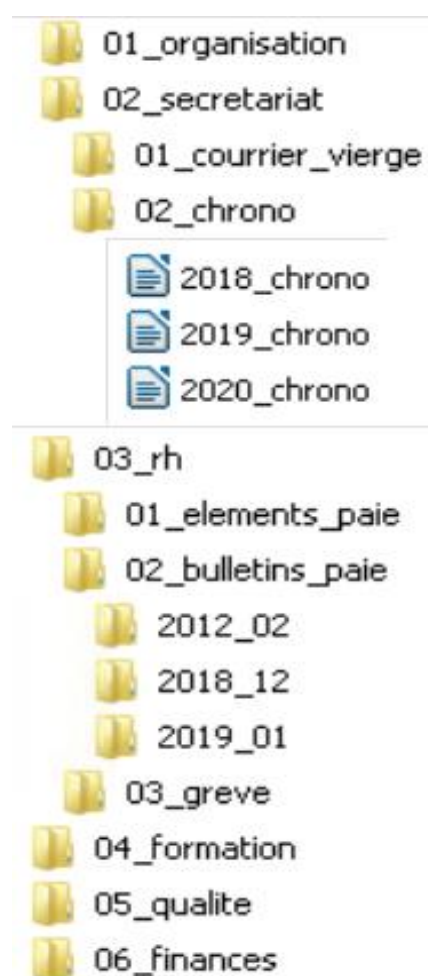 01_organisation
02_secretariat
01_courrier_vierge
02_chrono
2018_chrono
2019_chrono
2020_chrono
03_rh
01_elements_paie
02_bulletins_paie
2012_02
2018_12
2019_01
03_greve
04_formation
05_qualite
06_finances